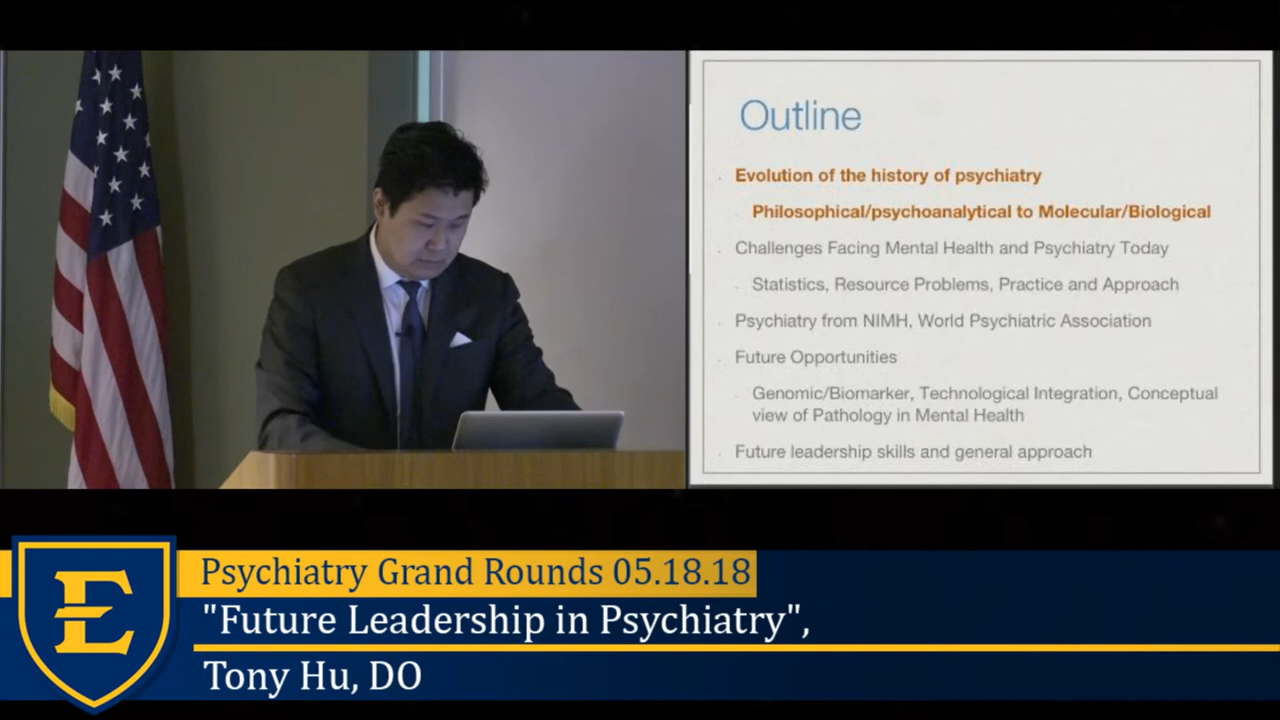 Outline
Evolution of the history of psychiatry
Philosophical/psychoanalytical to Molecular/Biological
Challenges Facing Mental Health and Psychiatry Today
Statistics, Resource Problems, Practice and Approach
Psychiatry from NIMH, World Psychiatric Association
Future Opportunities
Genomic/Biomarker, Technological Integration, Conceptual
view of Pathology in Mental Health
Future leadership skills and general approach
E
Psychiatry Grand Rounds 05.18.18
"Future Leadership in Psychiatry",
Tony Hu, DO